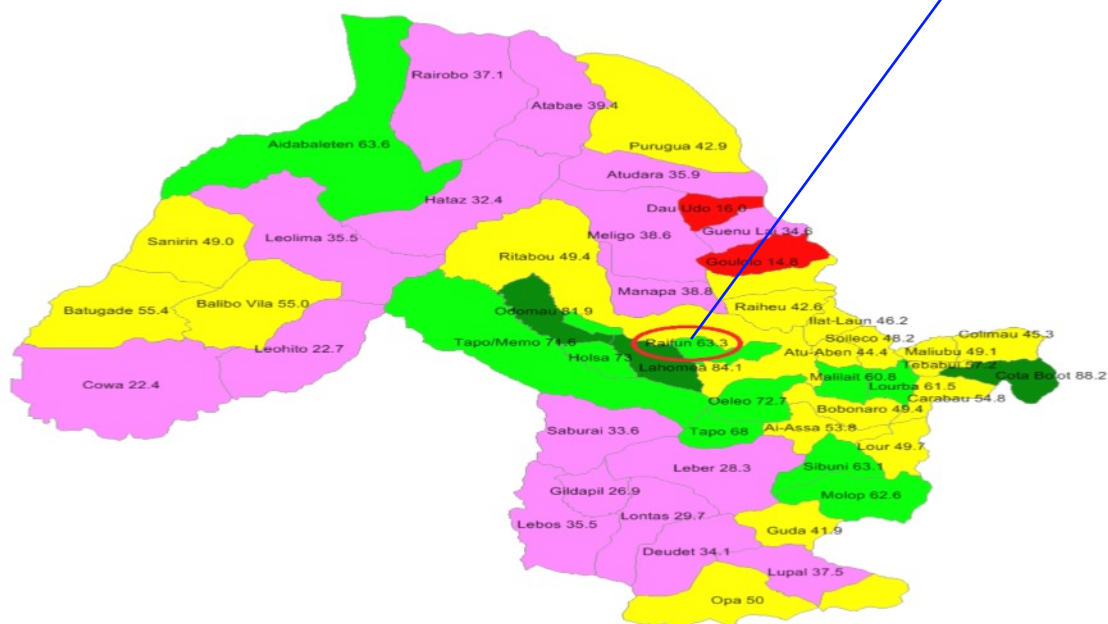 Rairobo 37.1
Atabae 39.4
Aidabaleten 63.6
Purugua 42.9
Atudara 35.9
Hataz 32.4
Dau Udo 16.0
Guenu Lai 34.6
Meligo 38.6
Leolima 35.5
Sanirin 49.0
Ritabou 49.4
Goulolo 14.8
Manapa 38.8
Balibo Vila 55.0
Batugade 55.4
Odomau 81.9
Raiheu 42.6
Ilat-Laun 46.2
Soileco 48.2
Colimau 45.3
Tapo/Memo 71.6
Raifun 63.3
Leohito 22.7
Holsa 73
Atu-Aben 44.4
Maliubu 49.1
Tebabui 57.2
Lahomea 84.1
Cowa 22.4
Malilait 60.8
Cota Bo'ot 88.2
Lourba 61.5
Carabau 54.8
Oeleo 72.7
Bobonaro 49.4
Saburai 33.6
Tapo 68
Ai-Assa 53.8
Lour 49.7
Leber 28.3
Sibuni 63.1
Gildapil 26.9
Molop 62.6
Lontas 29.7
Lebos 35.5
Guda 41.9
Deudet 34.1
Lupal 37.5
Opa 50